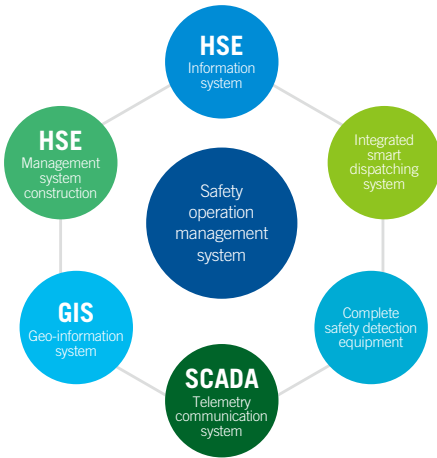 HSE
Information
system
HSE
Management
system
construction
Integrated
smart
dispatching
system
Safety
operation
management
system
GIS
Geo-information
system
Complete
safety detection
equipment
SCADA
Telemetry
communication
system